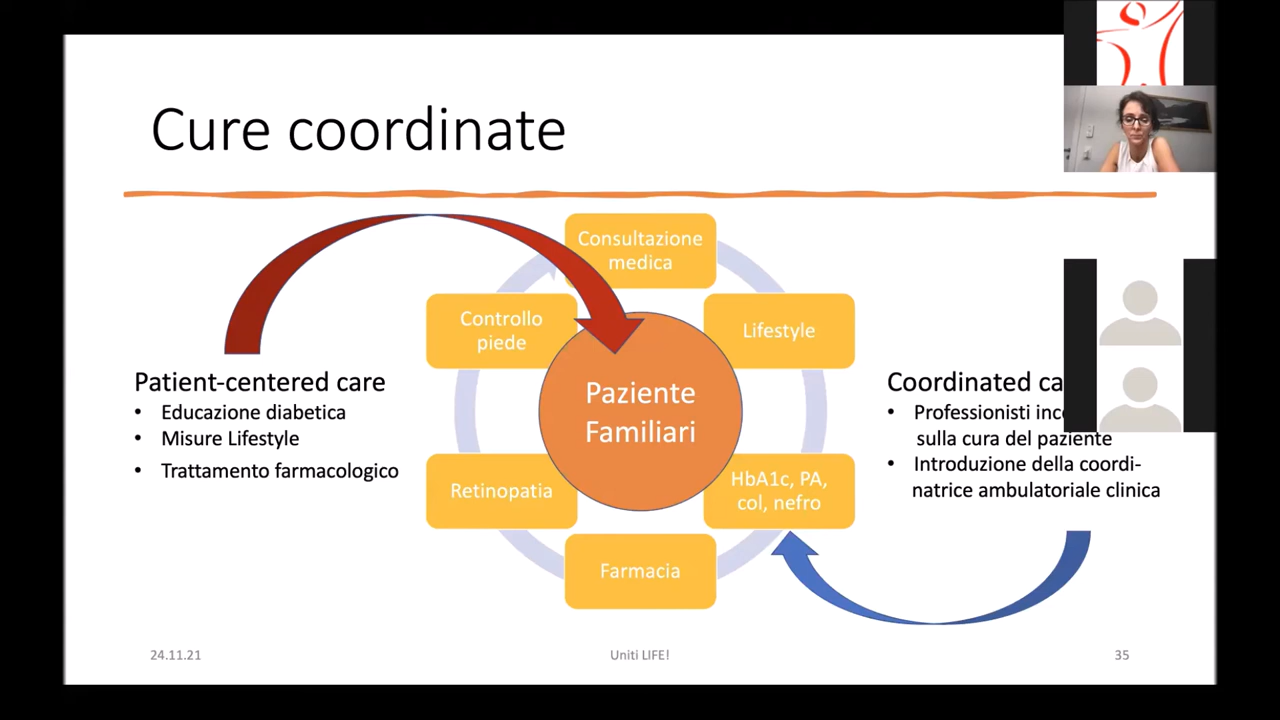 Cure coordinate
Consultazione
medica
Controllo
piede
Lifestyle
Patient-centered care
• Educazione diabetica
• Misure Lifestyle
• Trattamento farmacologico
Paziente
Familiari
Coordinated
• Professionisti
sulla cura del paziente
• Introduzione della coordi-
natrice ambulatoriale clinica
Retinopatia
HbA1c, PA,
col, nefro
Farmacia
24.11.21
Uniti LIFE!
35